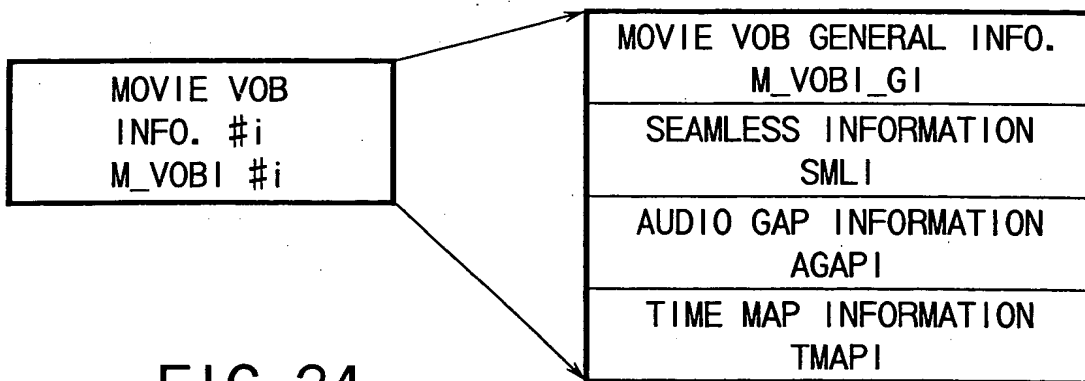 MOVIE VOB
INFO. #i
M_VOBI #i
MOVIE VOB GENERAL INFO.
M_VOBI_GI
SEAMLESS INFORMATION
SMLI
AUDIO GAP INFORMATION
AGAPI
TIME MAP INFORMATION
TMAPI